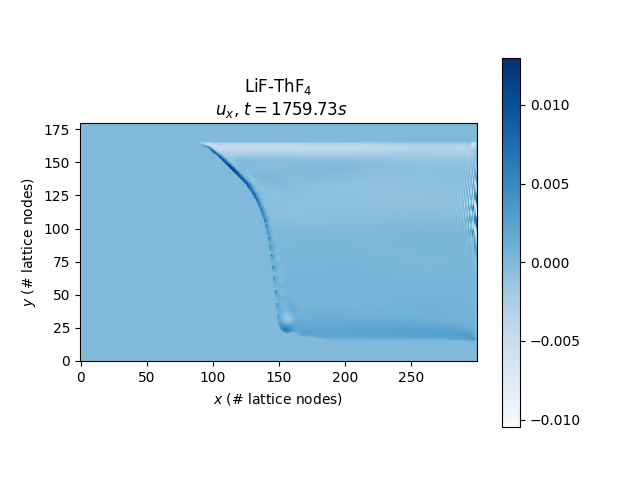 LiF-ThF₄
uₓ, t = 1759.73s
175
150
125
100
75
50
25
0
y (# lattice nodes)
0 50 100 150 200 250
x (# lattice nodes)
0.010
0.005
0.000
−0.005
−0.010